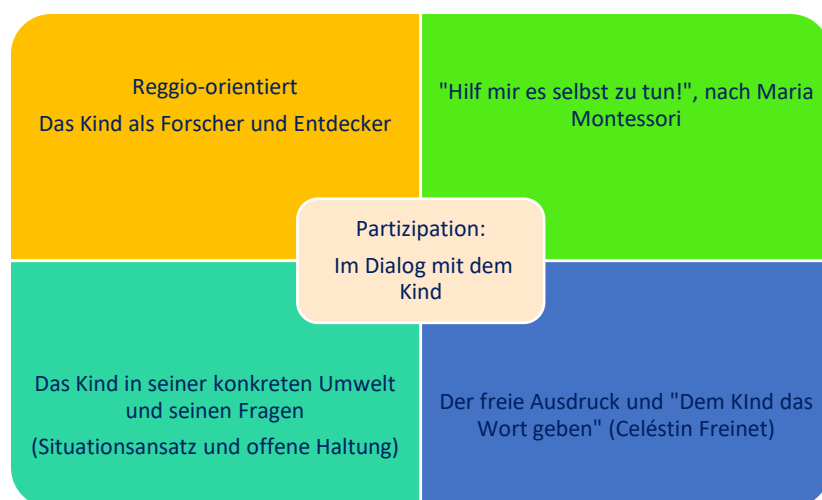 Reggio-orientiert
Das Kind als Forscher und Entdecker
"Hilf mir es selbst zu tun!", nach Maria
Montessori
Partizipation:
Im Dialog mit dem
Kind
Das Kind in seiner konkreten Umwelt
und seinen Fragen
(Situationsansatz und offene Haltung)
Der freie Ausdruck und "Dem KInd das
Wort geben" (Celéstin Freinet)